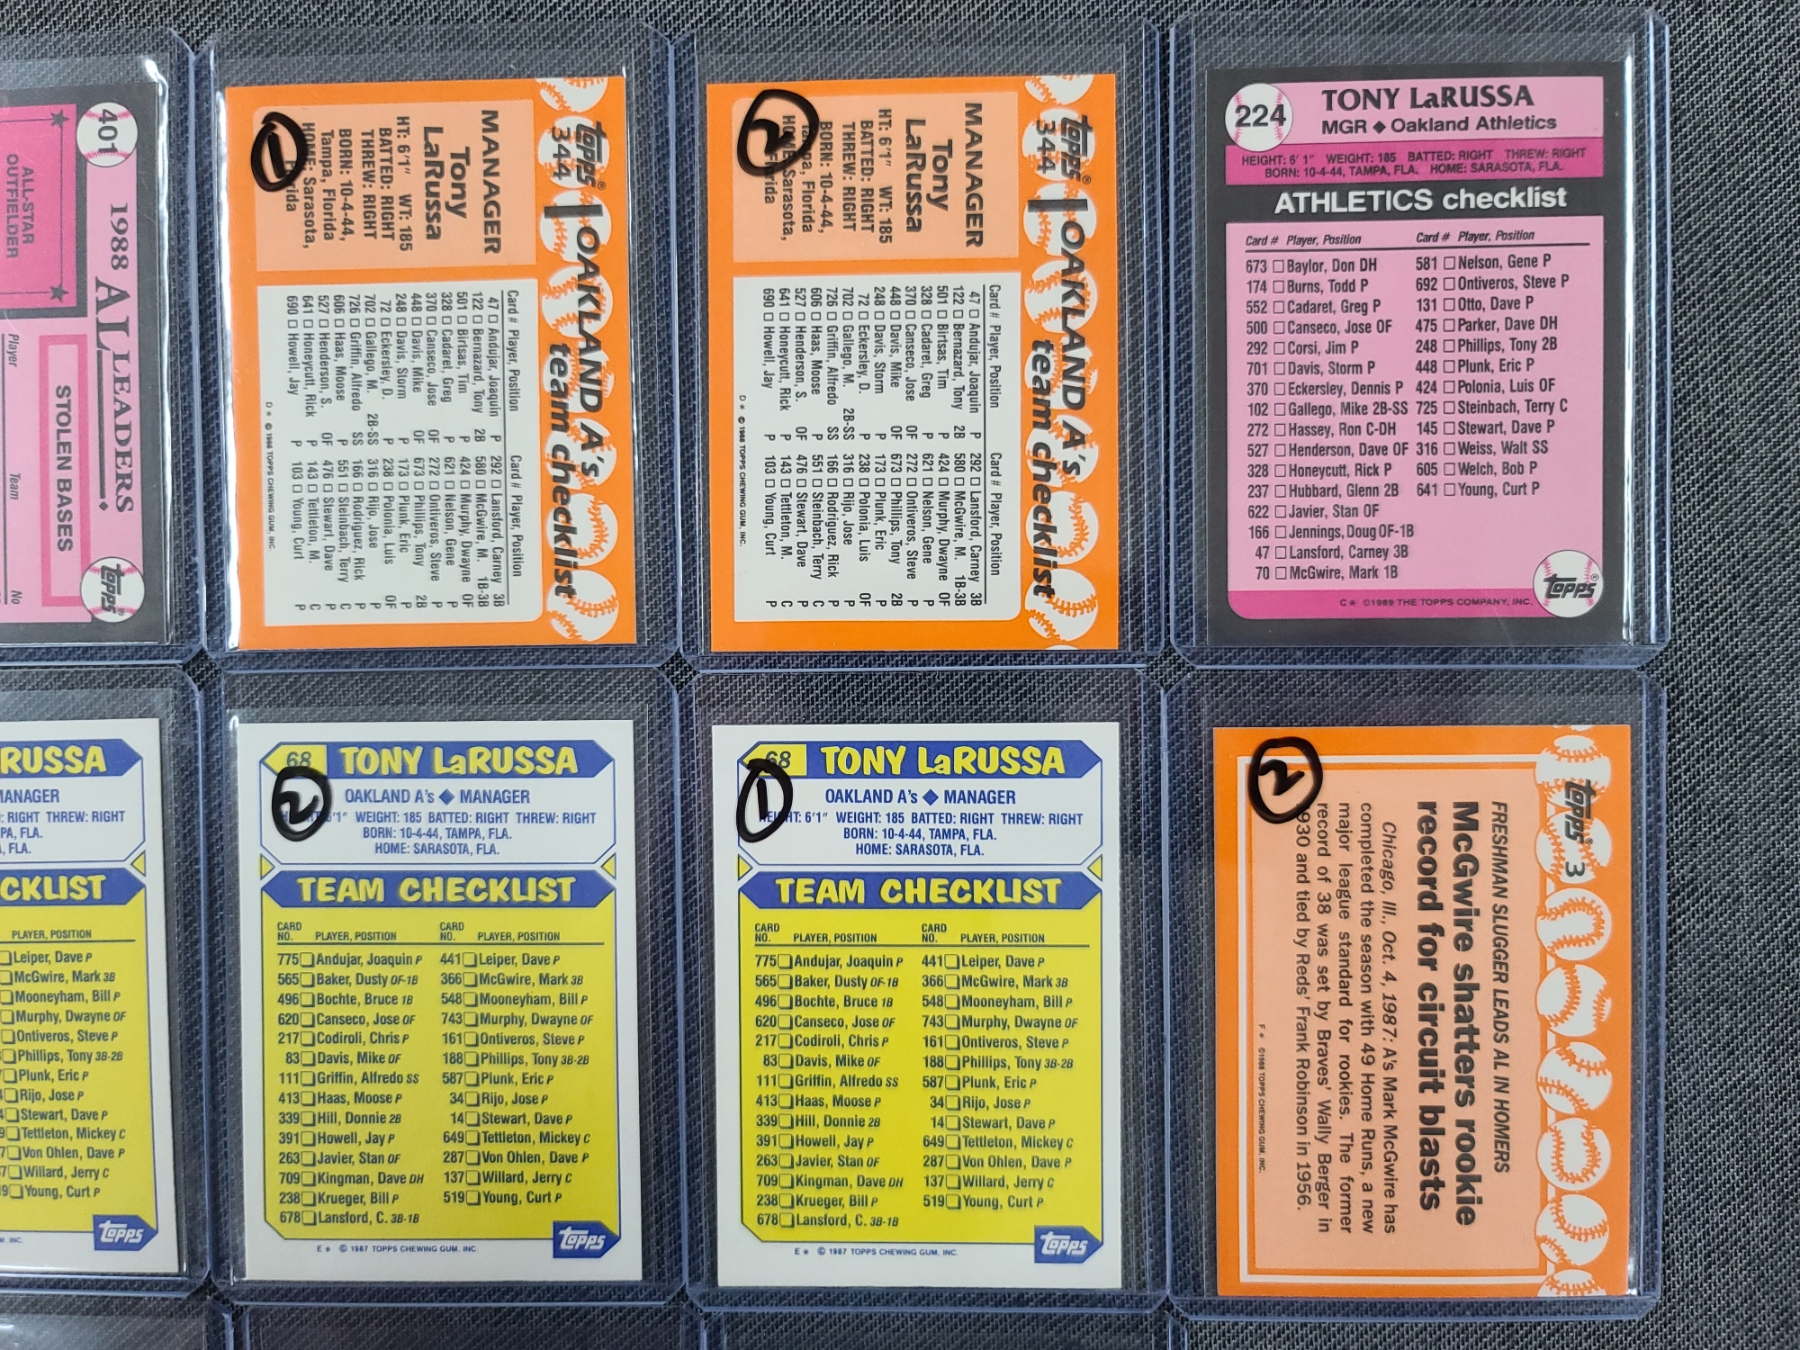 401
1988 AL LEADERS
ALL-STAR
OUTFIELDER
STOLEN BASES
Player
Team
No
topps
topps 344
OAKLAND A's
team checklist
MANAGER
Tony
LaRussa
HT: 6'1" WT: 185
BATTED: RIGHT
THREW: RIGHT
BORN: 10-4-44,
Tampa, Florida
HOME: Sarasota,
Florida
1
Card # Player, Position
47 Andujar, Joaquin P
122 Bernazard, Tony 2B
501 Birtsas, Tim P
328 Cadaret, Greg P
370 Canseco, Jose OF
448 Davis, Mike OF
248 Davis, Storm P
72 Eckersley, D. P
702 Gallego, M. 2B-SS
726 Griffin, Alfredo SS
606 Haas, Moose P
527 Henderson, S. OF
641 Honeycutt, Rick P
690 Howell, Jay P
Card # Player, Position
292 Lansford, Carney 3B
580 McGwire, M. 1B-3B
424 Murphy, Dwayne OF
621 Nelson, Gene P
272 Ontiveros, Steve P
673 Phillips, Tony 2B
173 Plunk, Eric P
238 Polonia, Luis OF
316 Rijo, Jose P
166 Rodriguez, Rick P
551 Steinbach, Terry C
476 Stewart, Dave P
143 Tettleton, M. C
103 Young, Curt P
D* © 1988 TOPPS CHEWING GUM, INC.
topps 344
OAKLAND A's
team checklist
MANAGER
Tony
LaRussa
HT: 6'1" WT: 185
BATTED: RIGHT
THREW: RIGHT
BORN: 10-4-44,
Florida
Sarasota,
2
Card # Player, Position
47 Andujar, Joaquin P
122 Bernazard, Tony 2B
501 Birtsas, Tim P
328 Cadaret, Greg P
370 Canseco, Jose OF
448 Davis, Mike OF
248 Davis, Storm P
72 Eckersley, D. P
702 Gallego, M. 2B-SS
726 Griffin, Alfredo SS
606 Haas, Moose P
527 Henderson, S. OF
641 Honeycutt, Rick P
690 Howell, Jay P
Card # Player, Position
292 Lansford, Carney 3B
580 McGwire, M. 1B-3B
424 Murphy, Dwayne OF
621 Nelson, Gene P
272 Ontiveros, Steve P
673 Phillips, Tony 2B
173 Plunk, Eric P
238 Polonia, Luis OF
316 Rijo, Jose P
166 Rodriguez, Rick P
551 Steinbach, Terry C
476 Stewart, Dave P
143 Tettleton, M. C
103 Young, Curt P
D* © 1988 TOPPS CHEWING GUM, INC.
224
TONY LaRUSSA
MGR ◆ Oakland Athletics
HEIGHT: 6' 1" WEIGHT: 185 BATTED: RIGHT THREW: RIGHT
BORN: 10-4-44, TAMPA, FLA. HOME: SARASOTA, FLA.
ATHLETICS checklist
Card # Player, Position
673 Baylor, Don DH
174 Burns, Todd P
552 Cadaret, Greg P
500 Canseco, Jose OF
292 Corsi, Jim P
701 Davis, Storm P
370 Eckersley, Dennis P
102 Gallego, Mike 2B-SS
272 Hassey, Ron C-DH
527 Henderson, Dave OF
328 Honeycutt, Rick P
237 Hubbard, Glenn 2B
622 Javier, Stan OF
166 Jennings, Doug OF-1B
47 Lansford, Carney 3B
70 McGwire, Mark 1B
Card # Player, Position
581 Nelson, Gene P
692 Ontiveros, Steve P
131 Otto, Dave P
475 Parker, Dave DH
248 Phillips, Tony 2B
448 Plunk, Eric P
424 Polonia, Luis OF
725 Steinbach, Terry C
145 Stewart, Dave P
316 Weiss, Walt SS
605 Welch, Bob P
641 Young, Curt P
topps
C* ©1989 THE TOPPS COMPANY, INC.
RUSSA
MANAGER
RIGHT THREW: RIGHT
PA, FLA.
FLA.
CKLIST
PLAYER, POSITION
Leiper, Dave P
McGwire, Mark 3B
Mooneyham, Bill P
Murphy, Dwayne OF
Ontiveros, Steve P
Phillips, Tony 3B-2B
Plunk, Eric P
Rijo, Jose P
Stewart, Dave P
Tettleton, Mickey C
Von Ohlen, Dave P
Willard, Jerry C
Young, Curt P
topps
68
TONY LaRUSSA
2
OAKLAND A's ◆ MANAGER
6'1" WEIGHT: 185 BATTED: RIGHT THREW: RIGHT
BORN: 10-4-44, TAMPA, FLA.
HOME: SARASOTA, FLA.
TEAM CHECKLIST
CARD NO. PLAYER, POSITION
775 Andujar, Joaquin P
565 Baker, Dusty OF-1B
496 Bochte, Bruce 1B
620 Canseco, Jose OF
217 Codiroli, Chris P
83 Davis, Mike OF
111 Griffin, Alfredo SS
413 Haas, Moose P
339 Hill, Donnie 2B
391 Howell, Jay P
263 Javier, Stan OF
709 Kingman, Dave DH
238 Krueger, Bill P
678 Lansford, C. 3B-1B
CARD NO. PLAYER, POSITION
441 Leiper, Dave P
366 McGwire, Mark 3B
548 Mooneyham, Bill P
743 Murphy, Dwayne OF
161 Ontiveros, Steve P
188 Phillips, Tony 3B-2B
587 Plunk, Eric P
34 Rijo, Jose P
14 Stewart, Dave P
649 Tettleton, Mickey C
287 Von Ohlen, Dave P
137 Willard, Jerry C
519 Young, Curt P
topps
E* © 1987 TOPPS CHEWING GUM, INC.
68
TONY LaRUSSA
1
OAKLAND A's ◆ MANAGER
HEIGHT: 6'1" WEIGHT: 185 BATTED: RIGHT THREW: RIGHT
BORN: 10-4-44, TAMPA, FLA.
HOME: SARASOTA, FLA.
TEAM CHECKLIST
CARD NO. PLAYER, POSITION
775 Andujar, Joaquin P
565 Baker, Dusty OF-1B
496 Bochte, Bruce 1B
620 Canseco, Jose OF
217 Codiroli, Chris P
83 Davis, Mike OF
111 Griffin, Alfredo SS
413 Haas, Moose P
339 Hill, Donnie 2B
391 Howell, Jay P
263 Javier, Stan OF
709 Kingman, Dave DH
238 Krueger, Bill P
678 Lansford, C. 3B-1B
CARD NO. PLAYER, POSITION
441 Leiper, Dave P
366 McGwire, Mark 3B
548 Mooneyham, Bill P
743 Murphy, Dwayne OF
161 Ontiveros, Steve P
188 Phillips, Tony 3B-2B
587 Plunk, Eric P
34 Rijo, Jose P
14 Stewart, Dave P
649 Tettleton, Mickey C
287 Von Ohlen, Dave P
137 Willard, Jerry C
519 Young, Curt P
topps
E* © 1987 TOPPS CHEWING GUM, INC.
topps 3
FRESHMAN SLUGGER LEADS AL IN HOMERS
McGwire shatters rookie
record for circuit blasts
Chicago, Ill., Oct. 4, 1987: A's Mark McGwire has
completed the season with 49 Home Runs, a new
major league standard for rookies. The former
record of 38 was set by Braves' Wally Berger in
1930 and tied by Reds' Frank Robinson in 1956.
2
F* ©1988 TOPPS CHEWING GUM, INC.